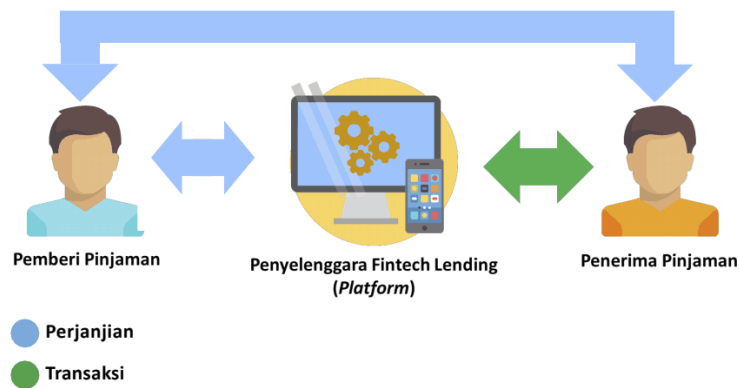 Pemberi Pinjaman
Penyelenggara Fintech Lending
(Platform)
Penerima Pinjaman
Perjanjian
Transaksi